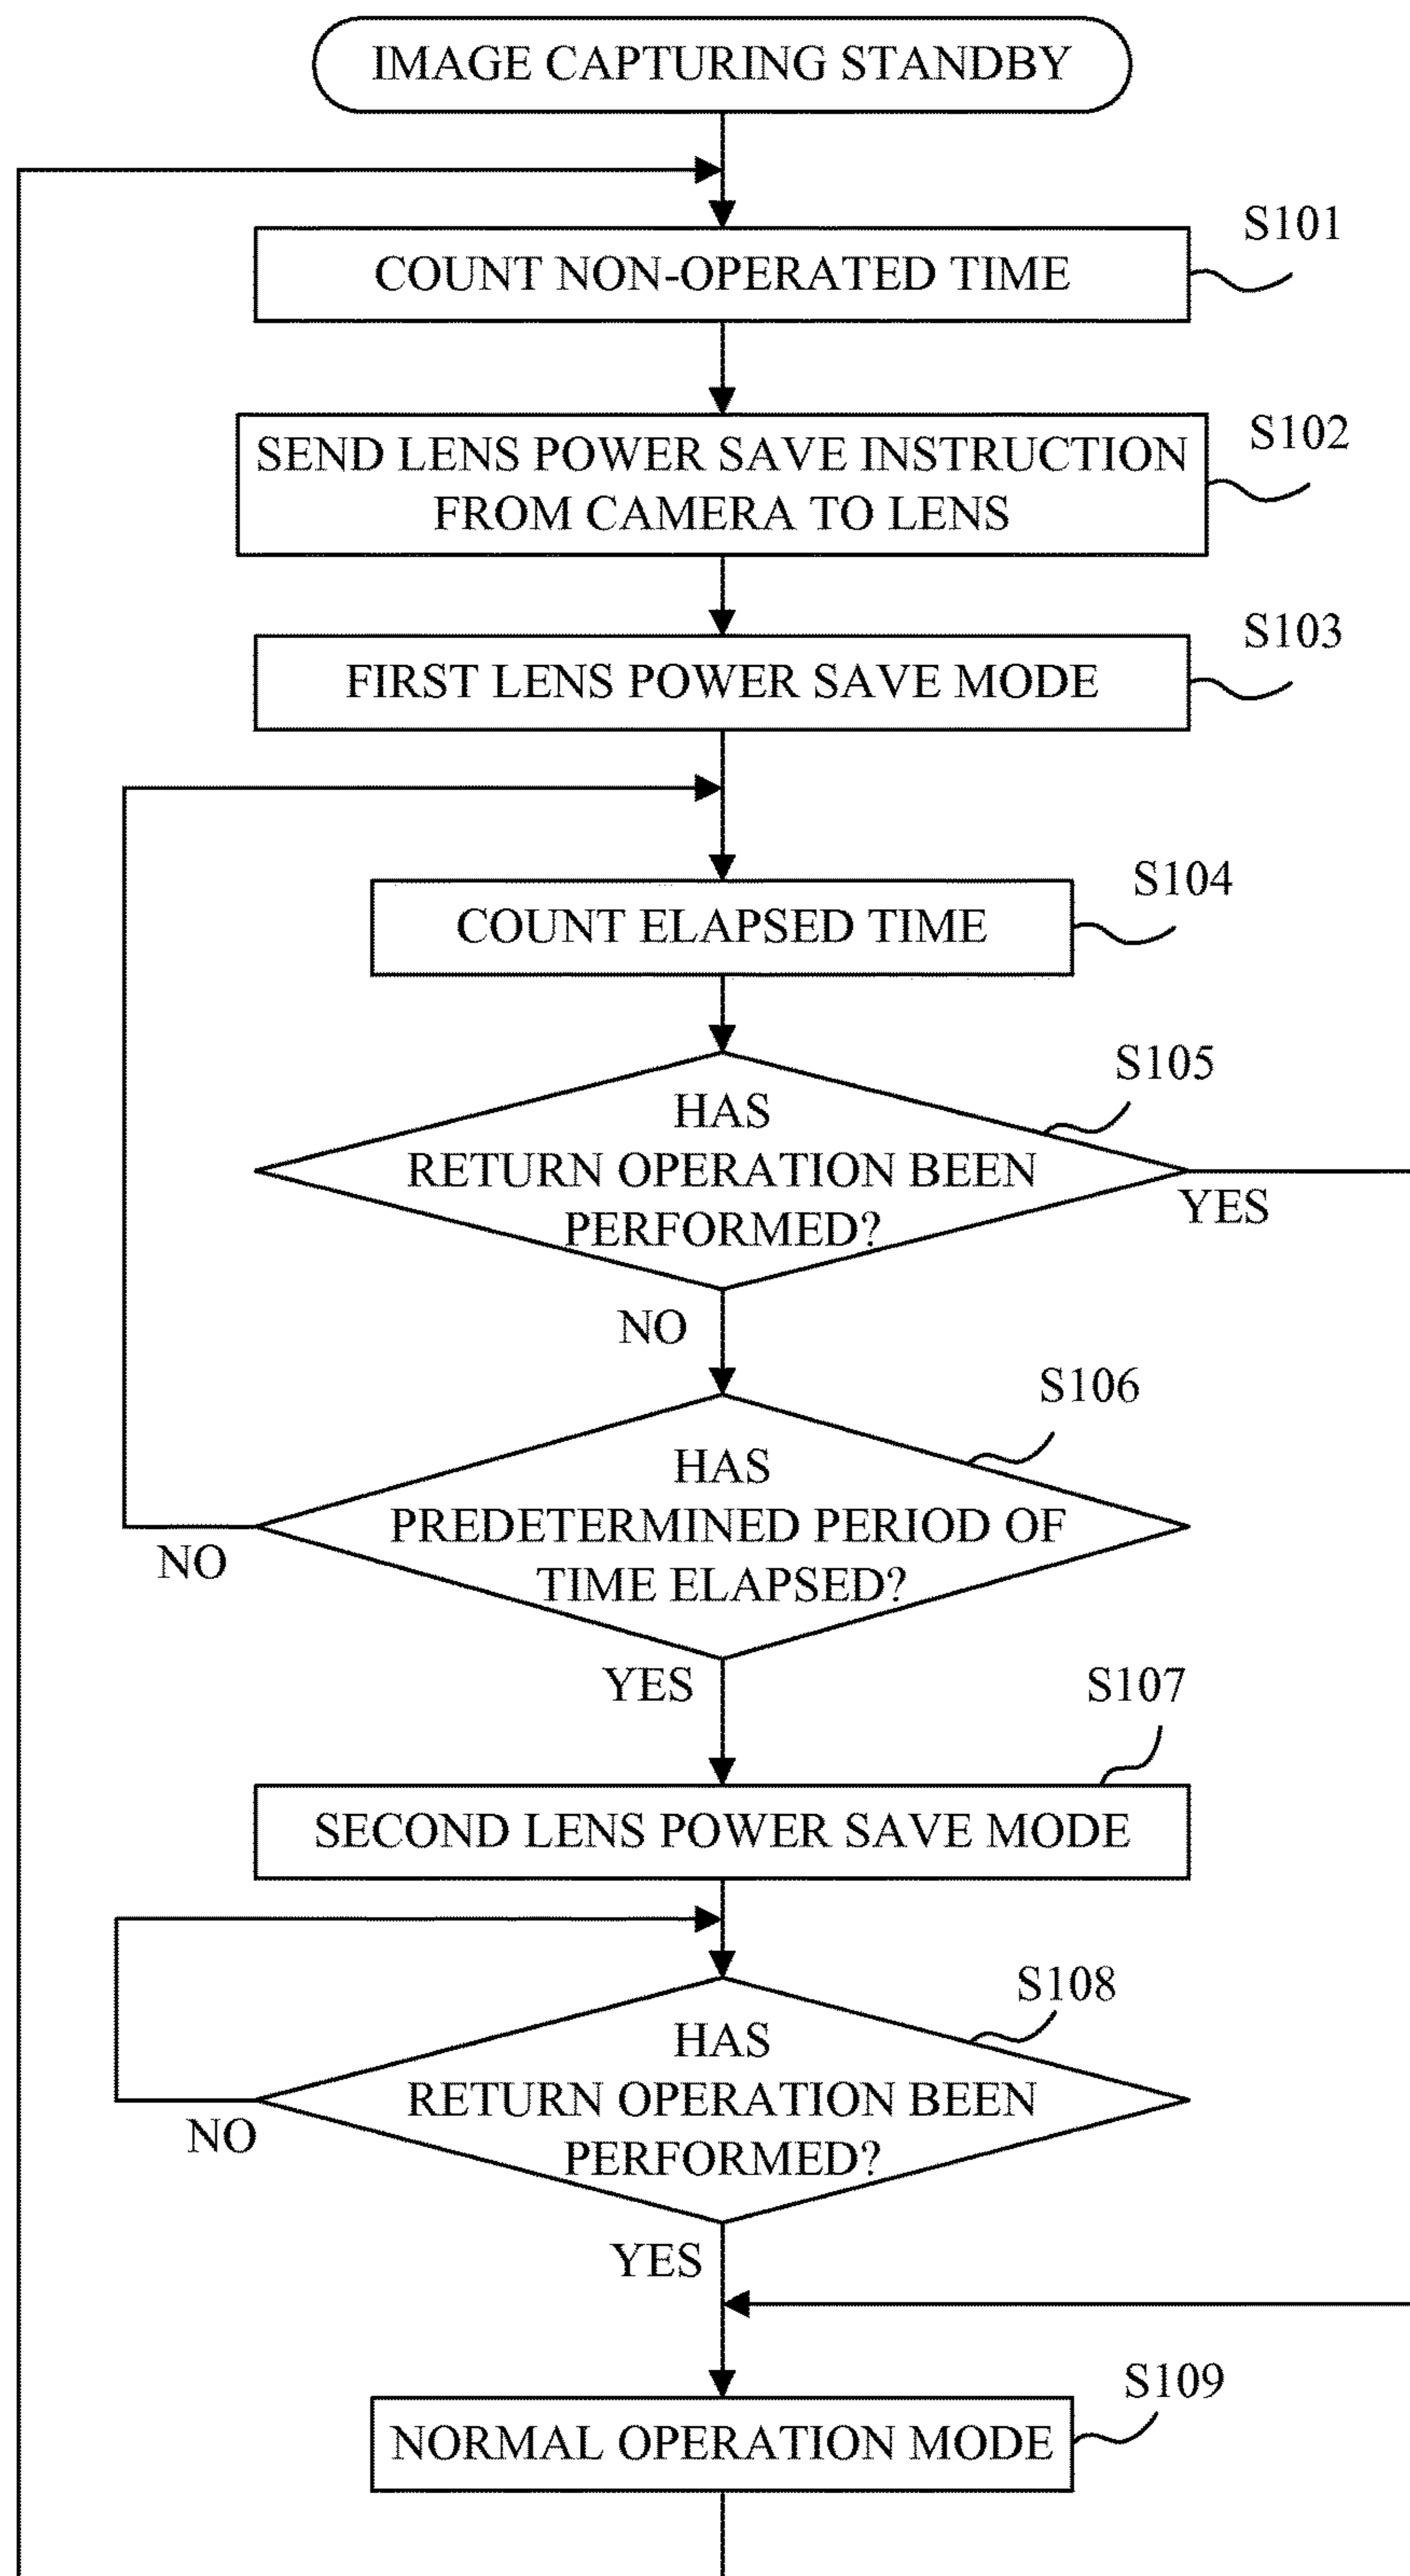 IMAGE CAPTURING STANDBY
S101
COUNT NON-OPERATED TIME
S102
SEND LENS POWER SAVE INSTRUCTION
FROM CAMERA TO LENS
S103
FIRST LENS POWER SAVE MODE
S104
COUNT ELAPSED TIME
S105
HAS
RETURN OPERATION BEEN
PERFORMED?
YES
NO
S106
HAS
PREDETERMINED PERIOD OF
TIME ELAPSED?
NO
YES
S107
SECOND LENS POWER SAVE MODE
S108
HAS
RETURN OPERATION BEEN
PERFORMED?
NO
YES
S109
NORMAL OPERATION MODE